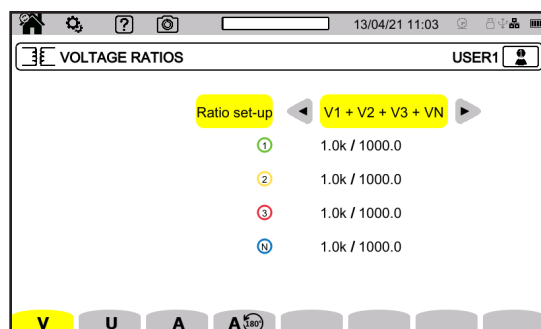 ? 13/04/21 11:03
VOLTAGE RATIOS USER1
Ratio set-up V1 + V2 + V3 + VN
1 1.0k / 1000.0
2 1.0k / 1000.0
3 1.0k / 1000.0
N 1.0k / 1000.0
V U A A 180°